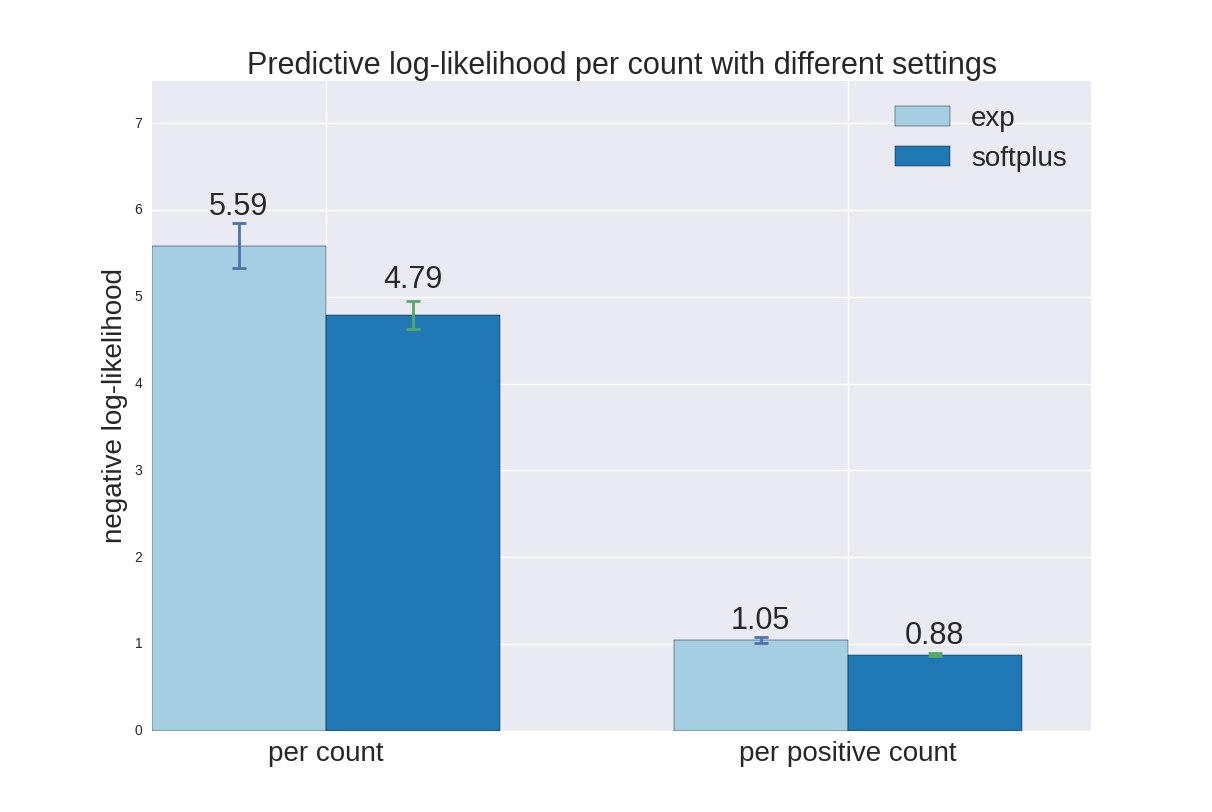 Predictive log-likelihood per count with different settings
exp
softplus
negative log-likelihood
7
6
5
4
3
2
1
0
5.59
4.79
1.05
0.88
per count
per positive count